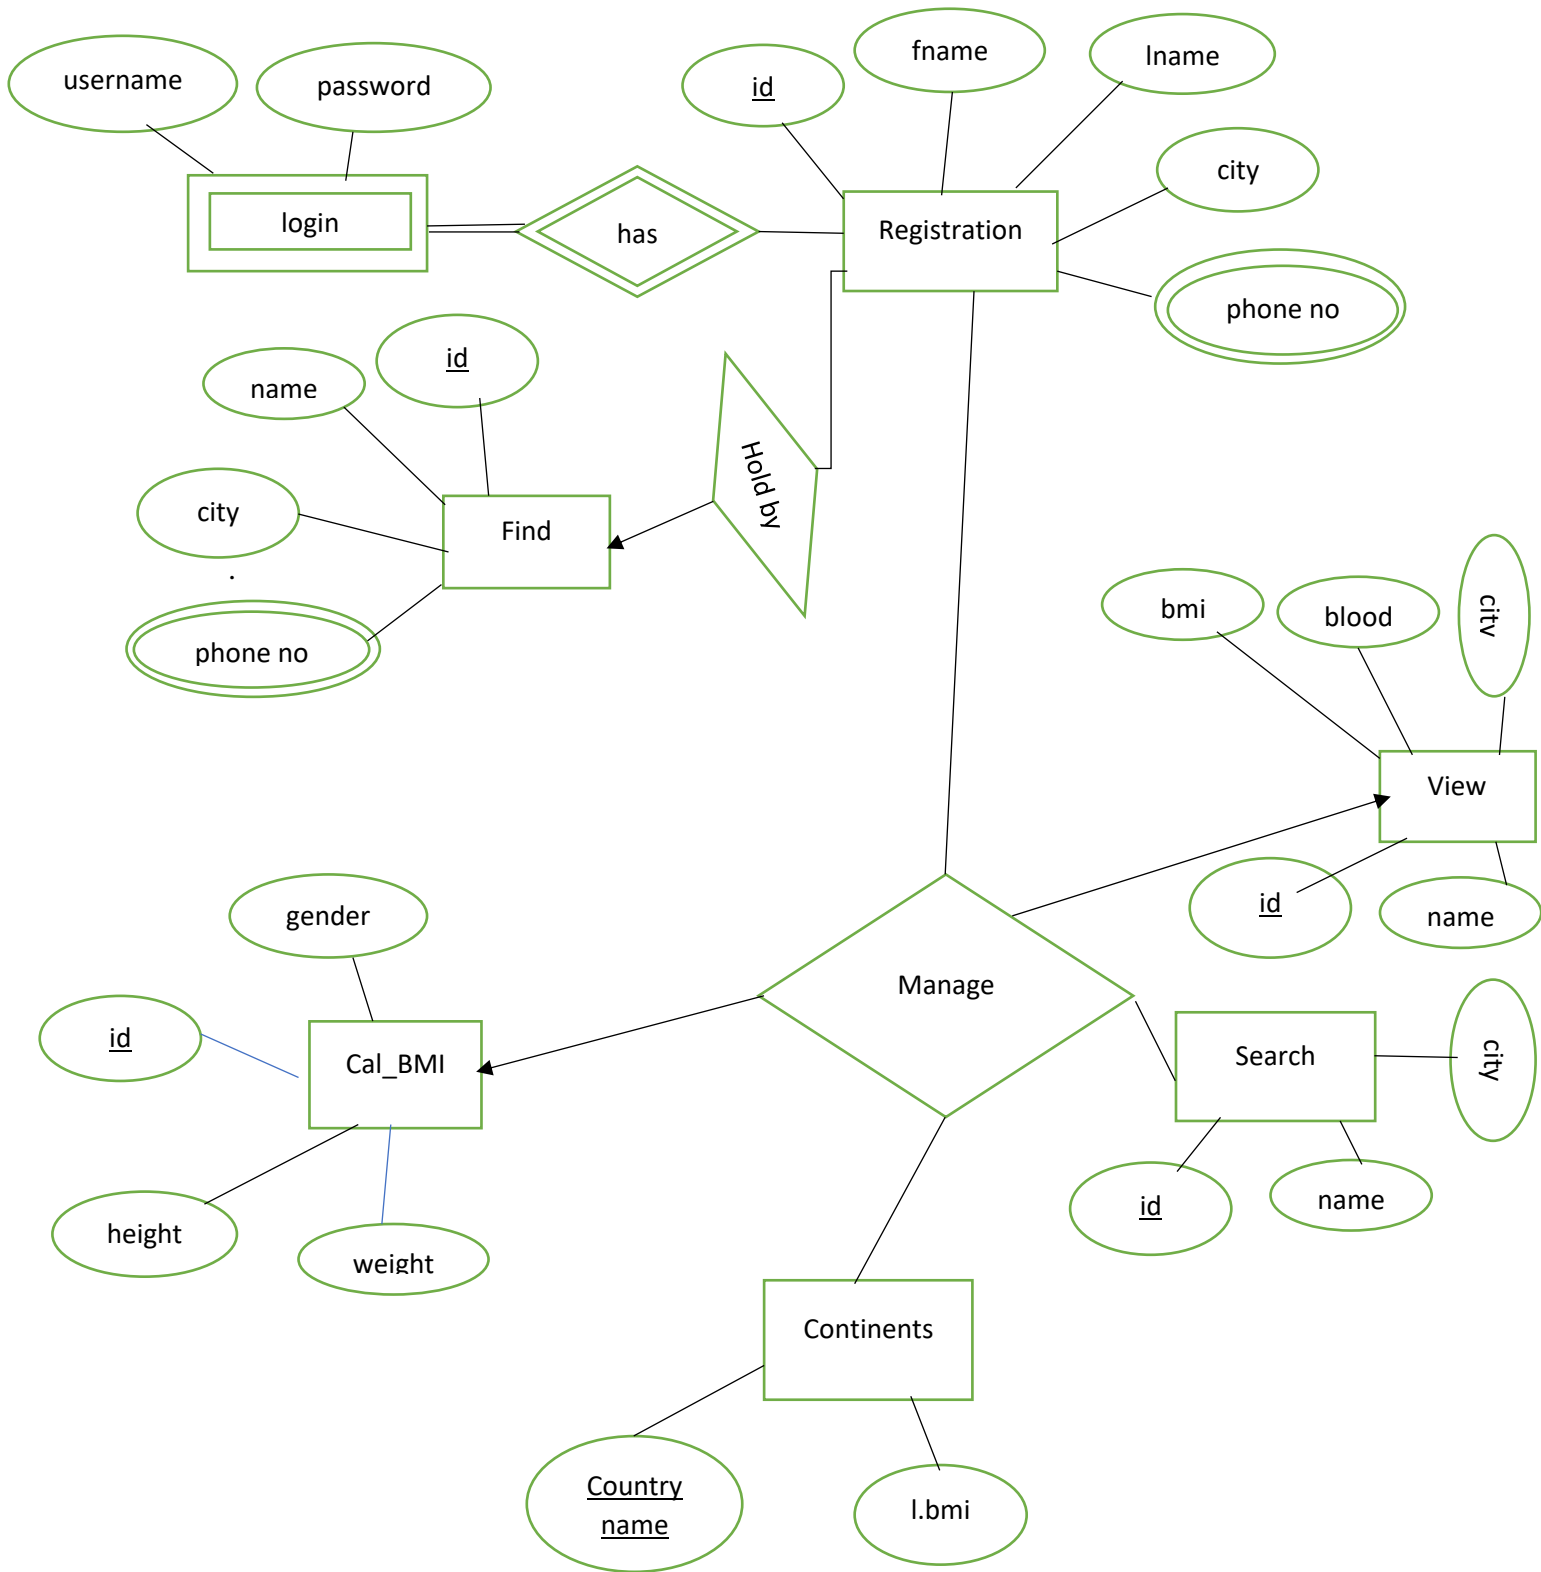 username
password
id
fname
lname
city
login
has
Registration
phone no
name
id
Hold by
city
Find
.
phone no
bmi
blood
city
View
id
name
gender
Manage
id
Cal_BMI
Search
city
height
weight
id
name
Continents
Country
name
l.bmi